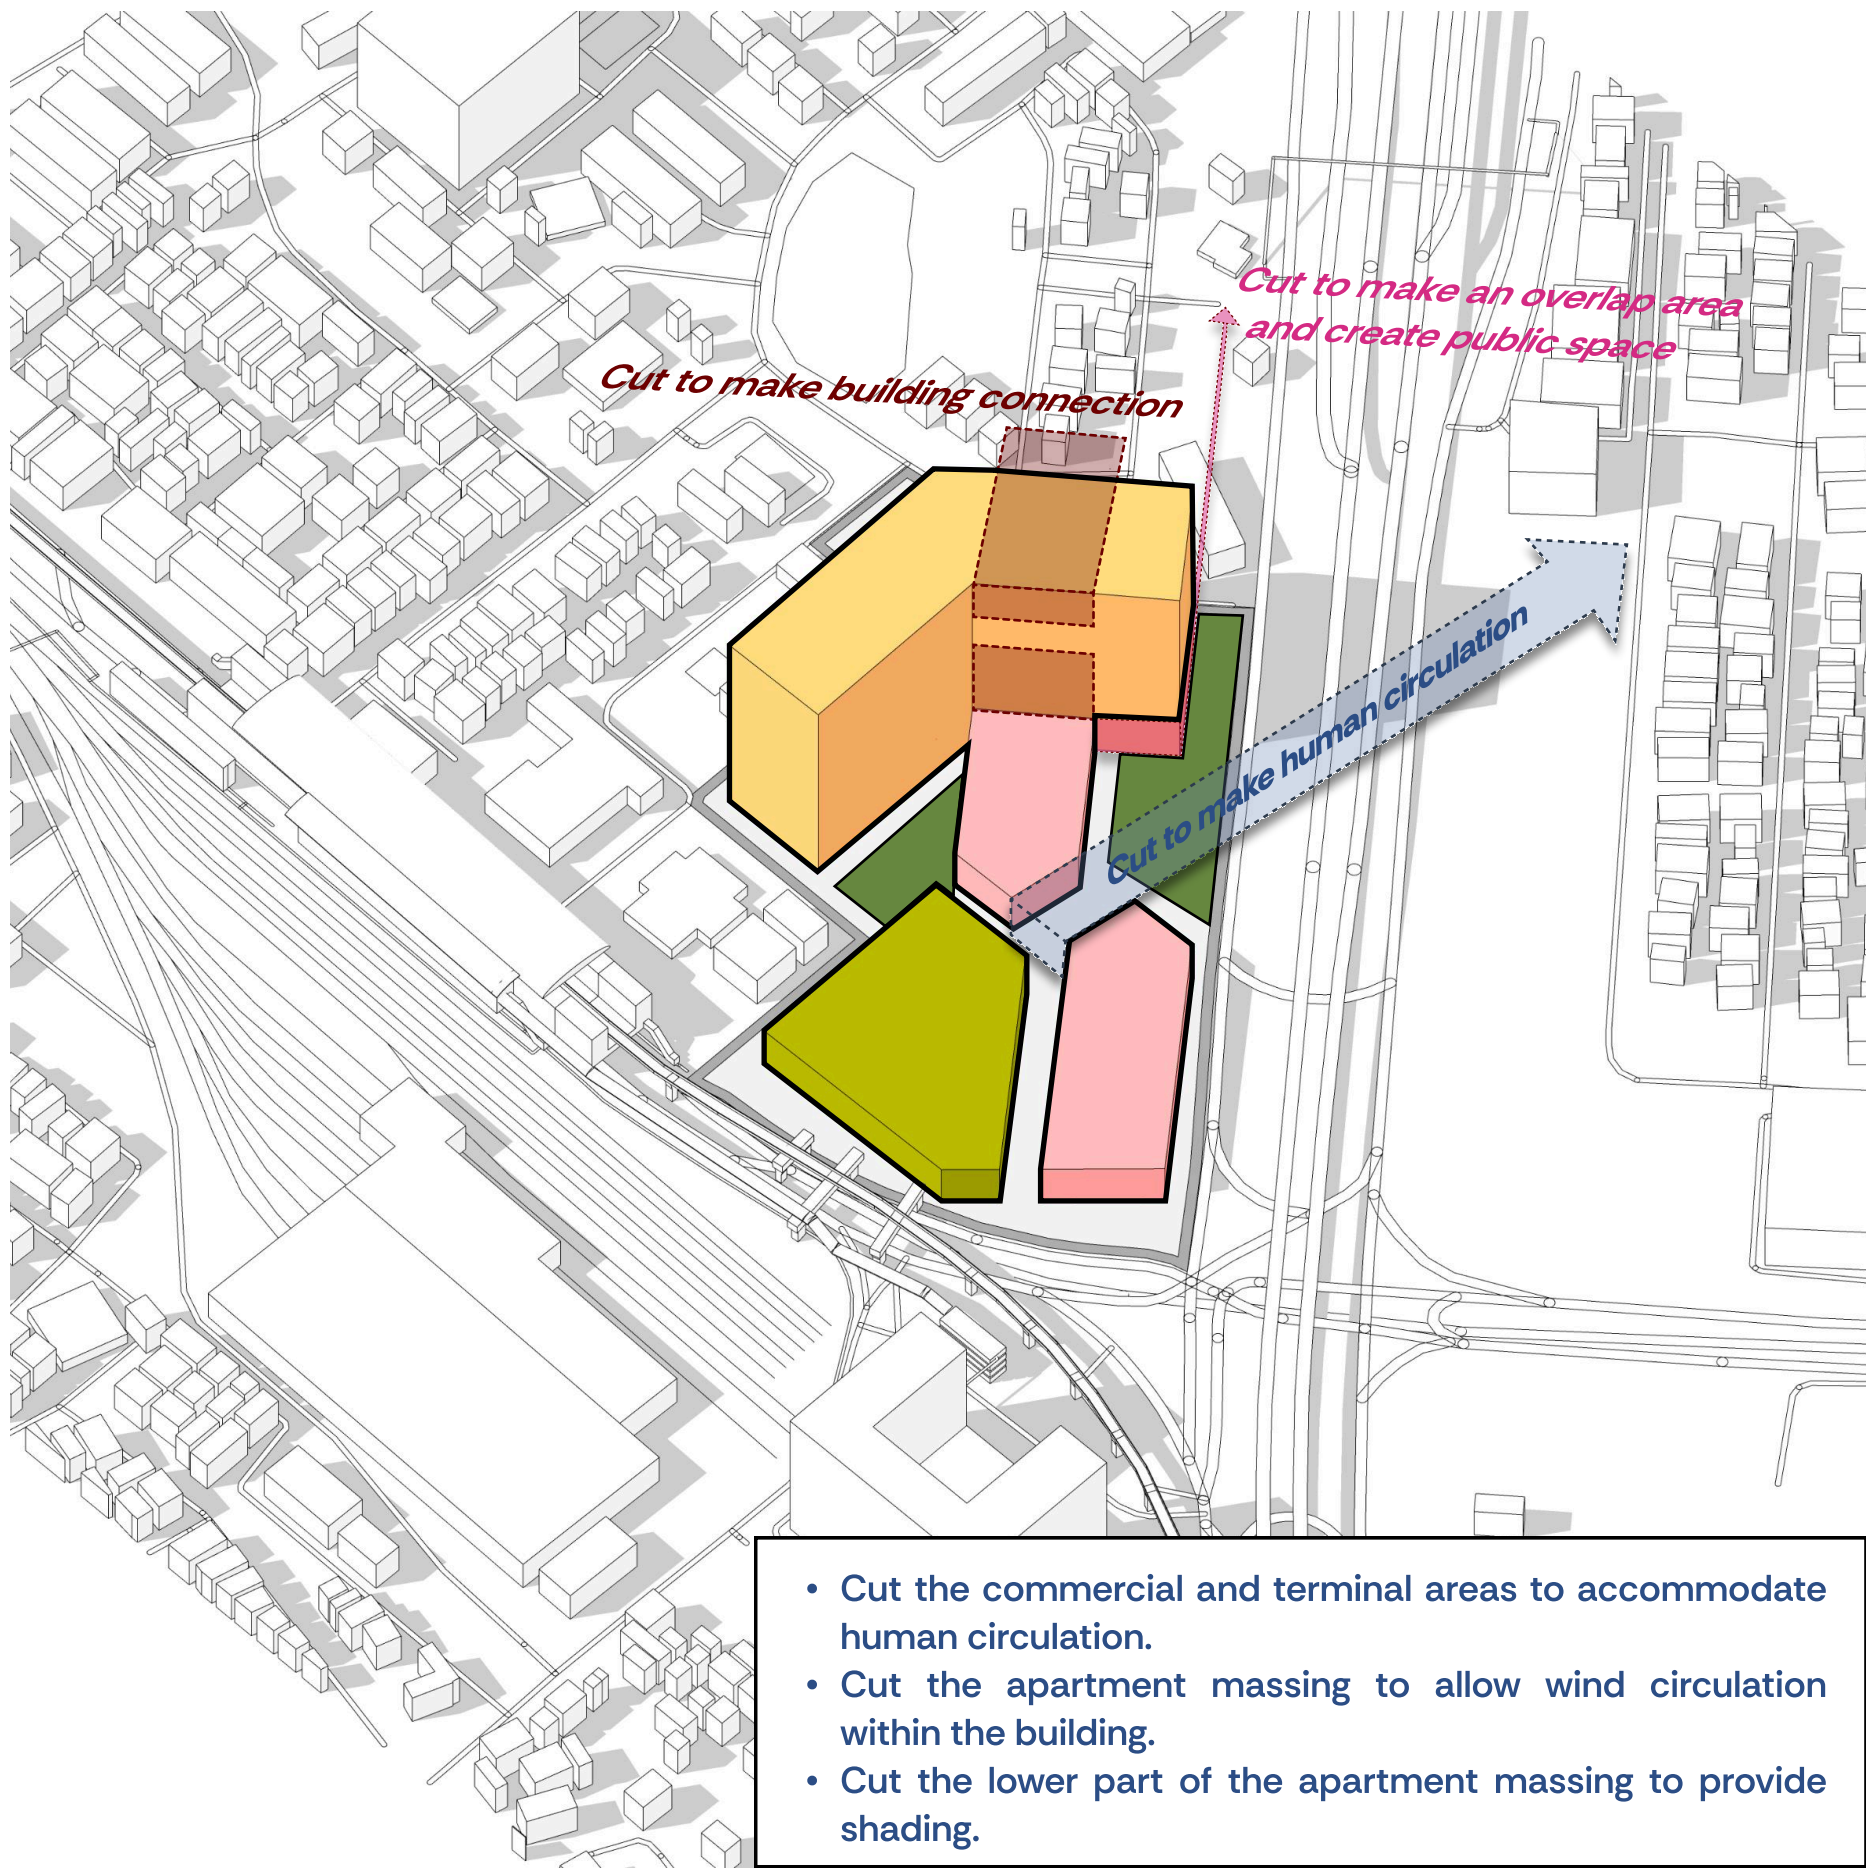 Cut to make an overlap area
and create public space
Cut to make building connection
Cut to make human circulation
• Cut the commercial and terminal areas to accommodate
human circulation.
• Cut the apartment massing to allow wind circulation
within the building.
• Cut the lower part of the apartment massing to provide
shading.